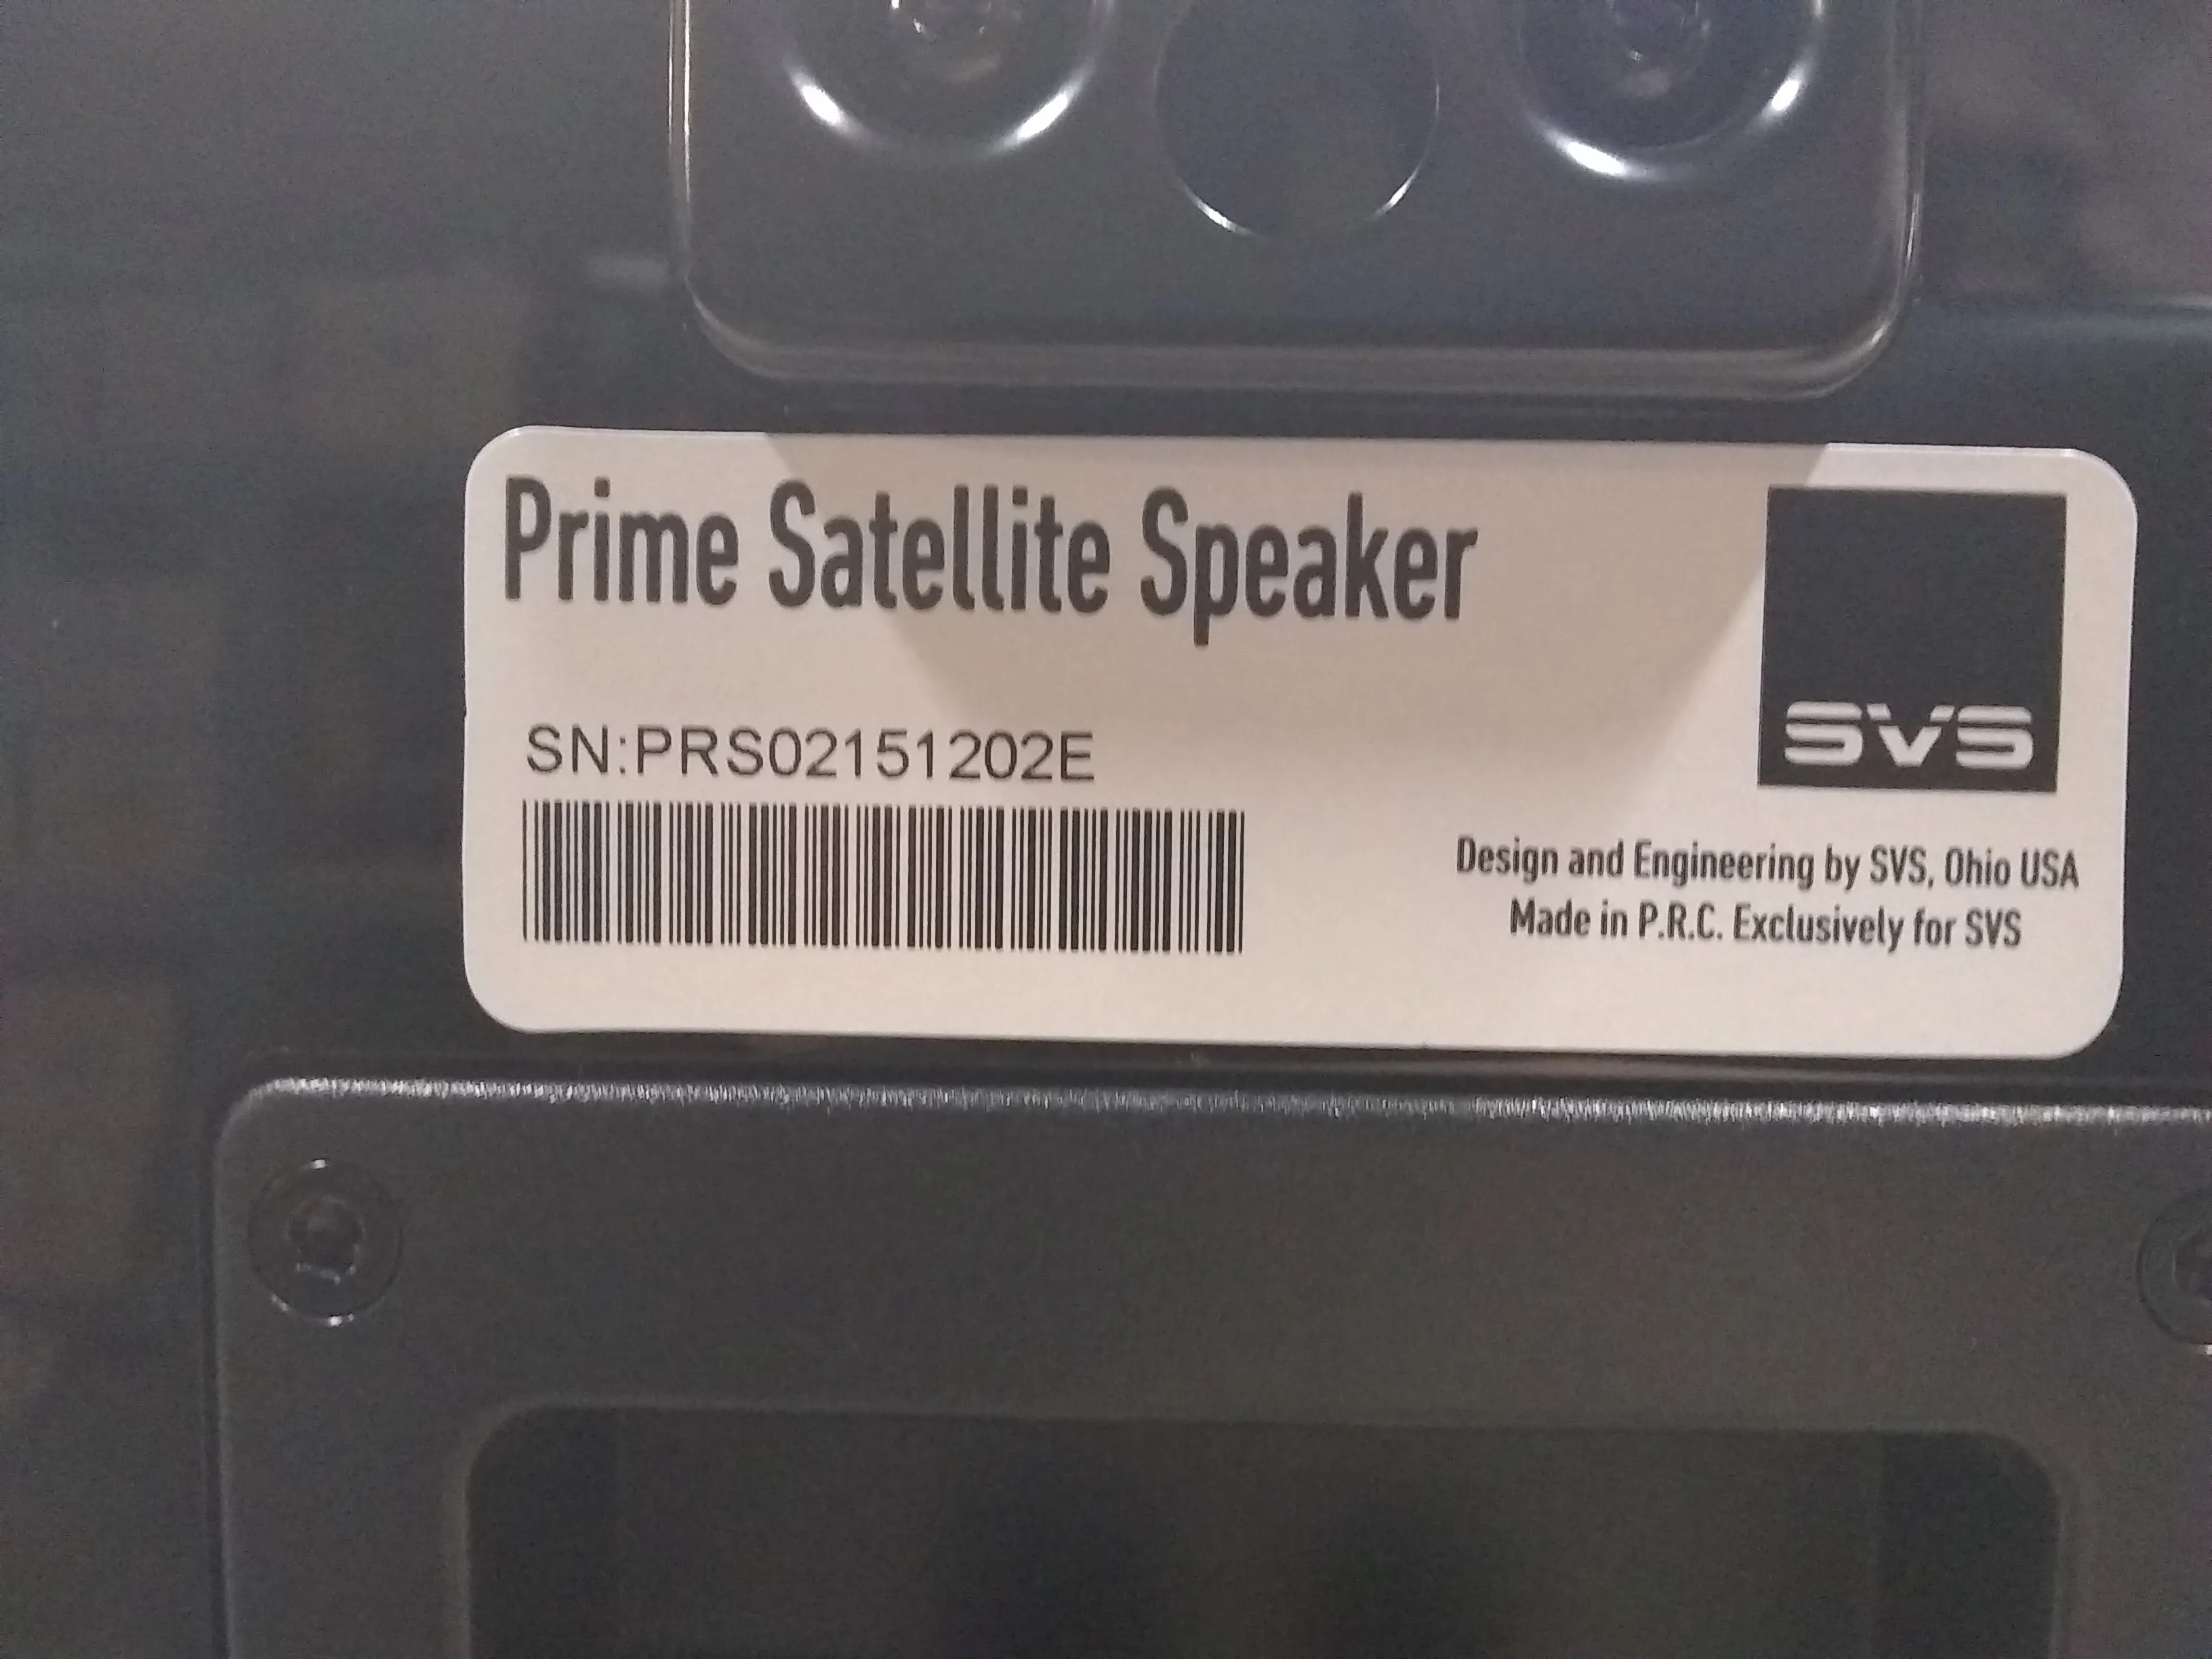 Prime Satellite Speaker
SVS
SN:PRS02151202E
Design and Engineering by SVS, Ohio USA
Made in P.R.C. Exclusively for SVS